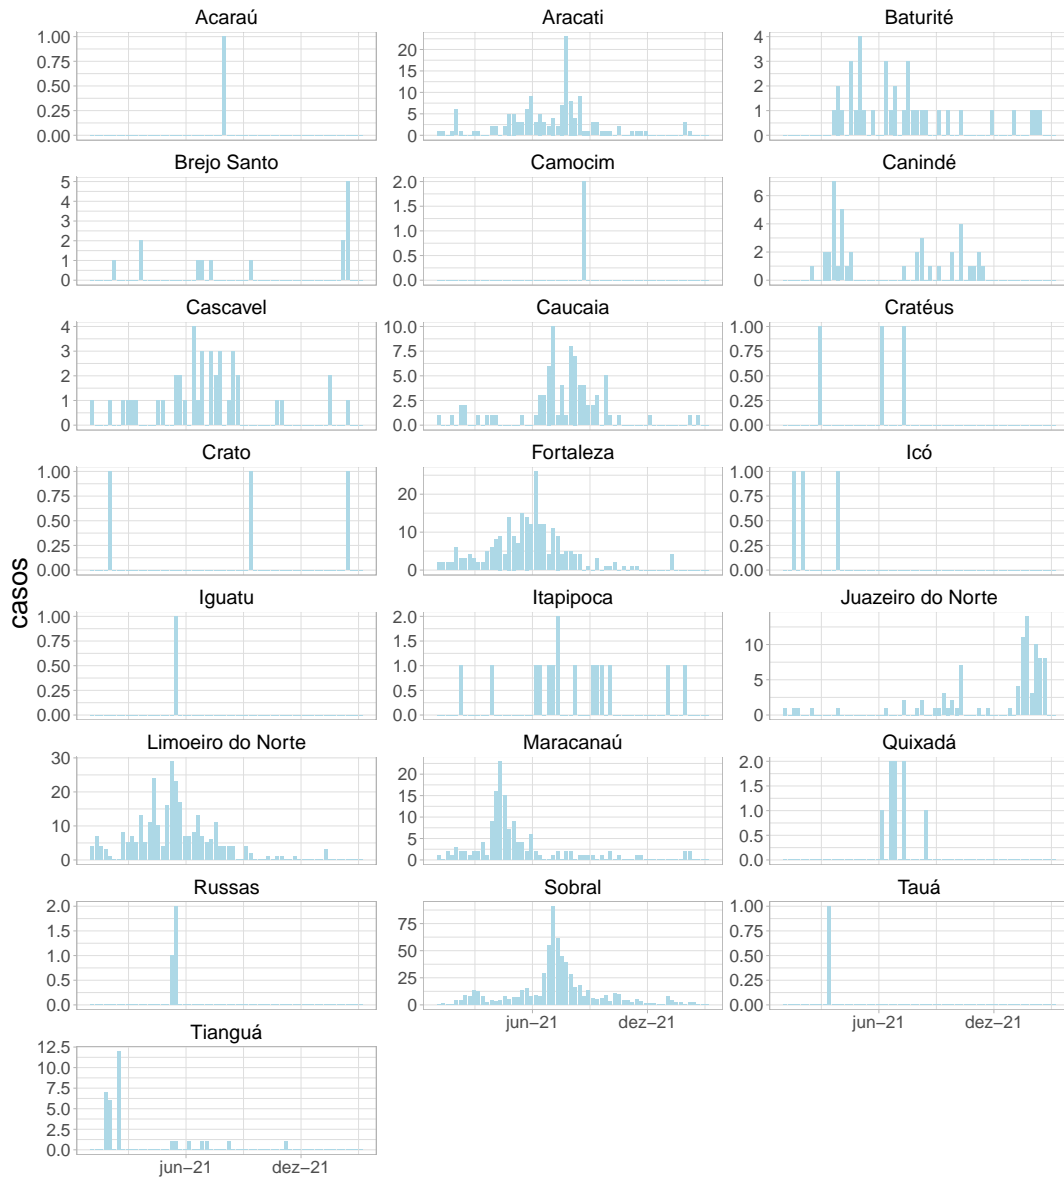 Acaraú Aracati Baturité
1.00 20 4
0.75 15 3
0.50 10 2
0.25 5 1
0.00 0 0
Brejo Santo Camocim Canindé
5 2.0 6
4 1.5 4
3 1.0 2
2 0.5 0
1 0.0
0
Cascavel Caucaia Cratéus
4 10.0 1.00
3 7.5 0.75
2 5.0 0.50
1 2.5 0.25
0 0.0 0.00
Crato Fortaleza Icó
1.00 20 1.00
0.75 10 0.75
0.50 0 0.50
0.25 0.25
0.00 0.00
casos
Iguatu Itapipoca Juazeiro do Norte
1.00 2.0 10
0.75 1.5 5
0.50 1.0 0
0.25 0.5
0.00 0.0
Limoeiro do Norte Maracanaú Quixadá
30 20 2.0
20 15 1.5
10 10 1.0
0 5 0.5
0 0.0
Russas Sobral Tauá
2.0 75 1.00
1.5 50 0.75
1.0 25 0.50
0.5 0 0.25
0.0 0.00
jun−21 dez−21 jun−21 dez−21
Tianguá
12.5
10.0
7.5
5.0
2.5
0.0
jun−21 dez−21